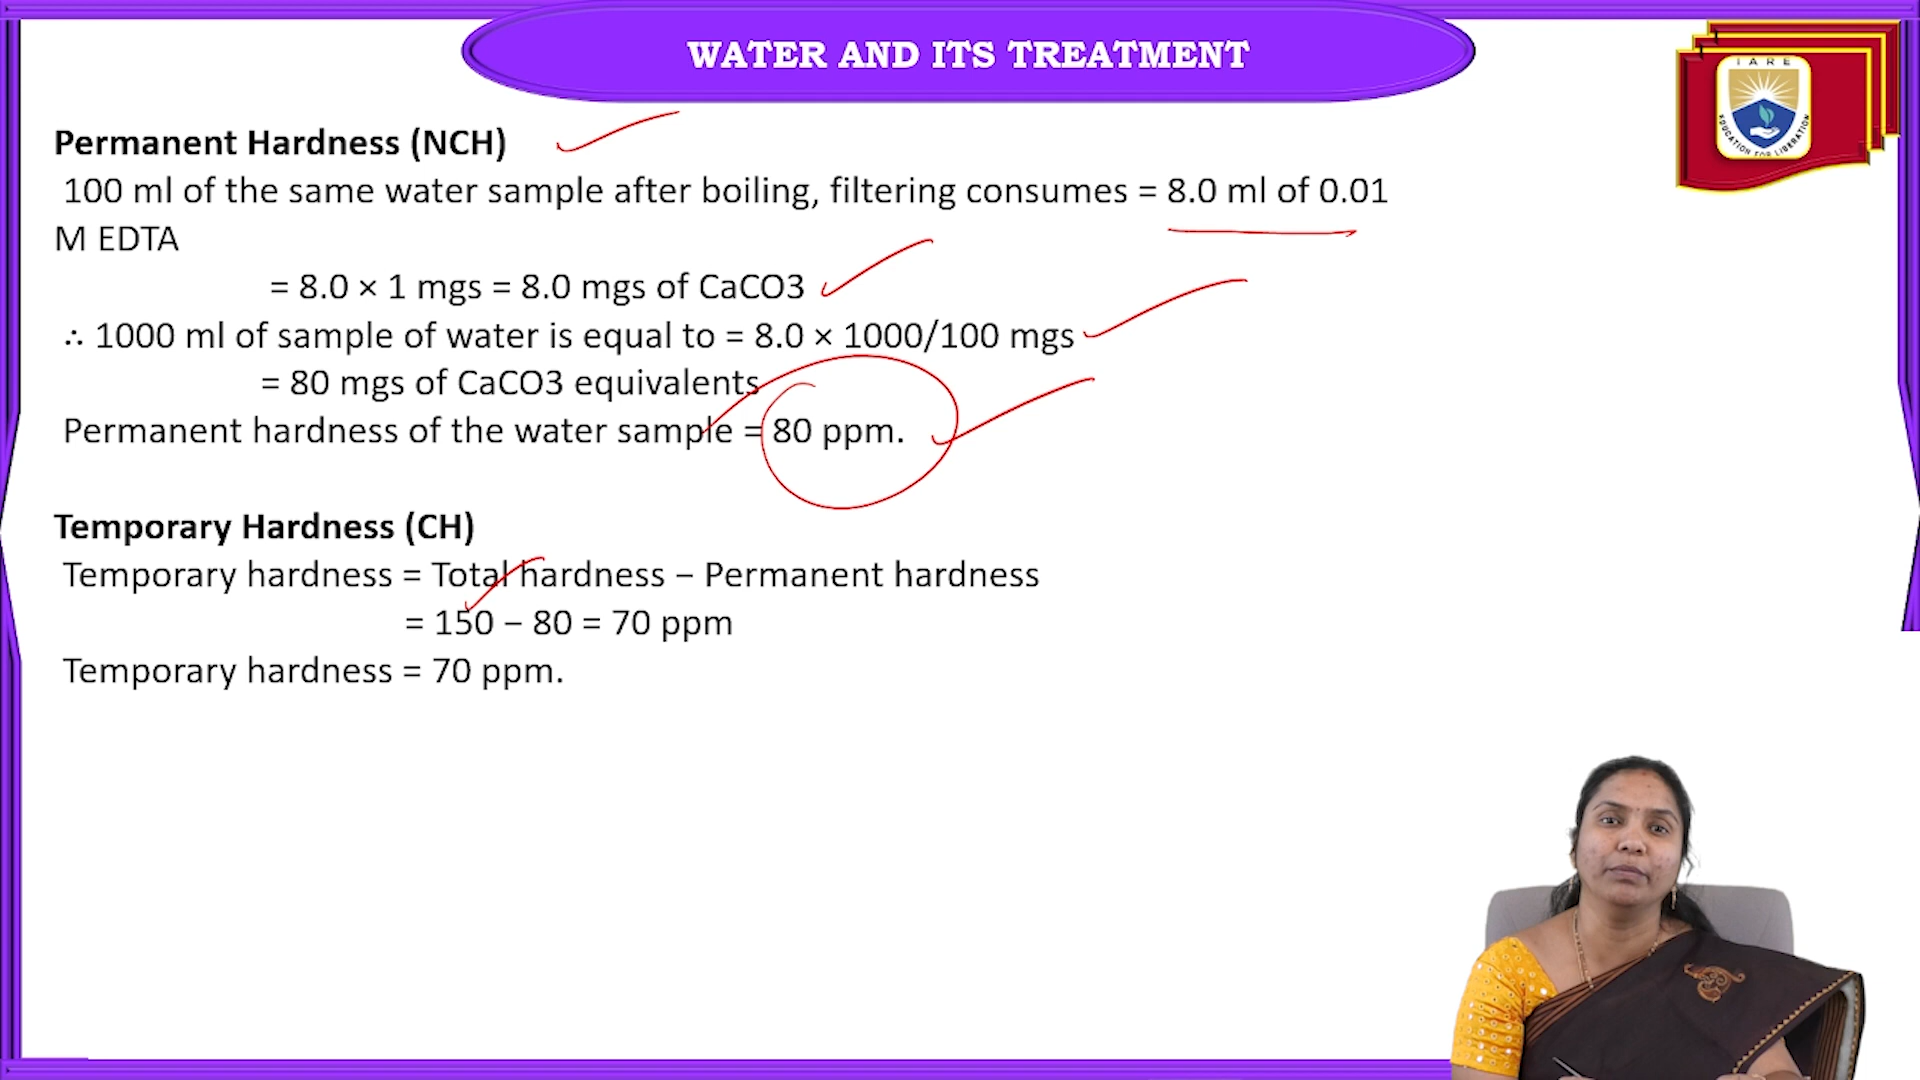 WATER AND ITS TREATMENT
IARE
EDUCATION FOR LIBERATION
Permanent Hardness (NCH)
100 ml of the same water sample after boiling, filtering consumes = 8.0 ml of 0.01
M EDTA
= 8.0 × 1 mgs = 8.0 mgs of CaCO3
∴ 1000 ml of sample of water is equal to = 8.0 × 1000/100 mgs
= 80 mgs of CaCO3 equivalents
Permanent hardness of the water sample = 80 ppm.
Temporary Hardness (CH)
Temporary hardness = Total hardness − Permanent hardness
= 150 − 80 = 70 ppm
Temporary hardness = 70 ppm.